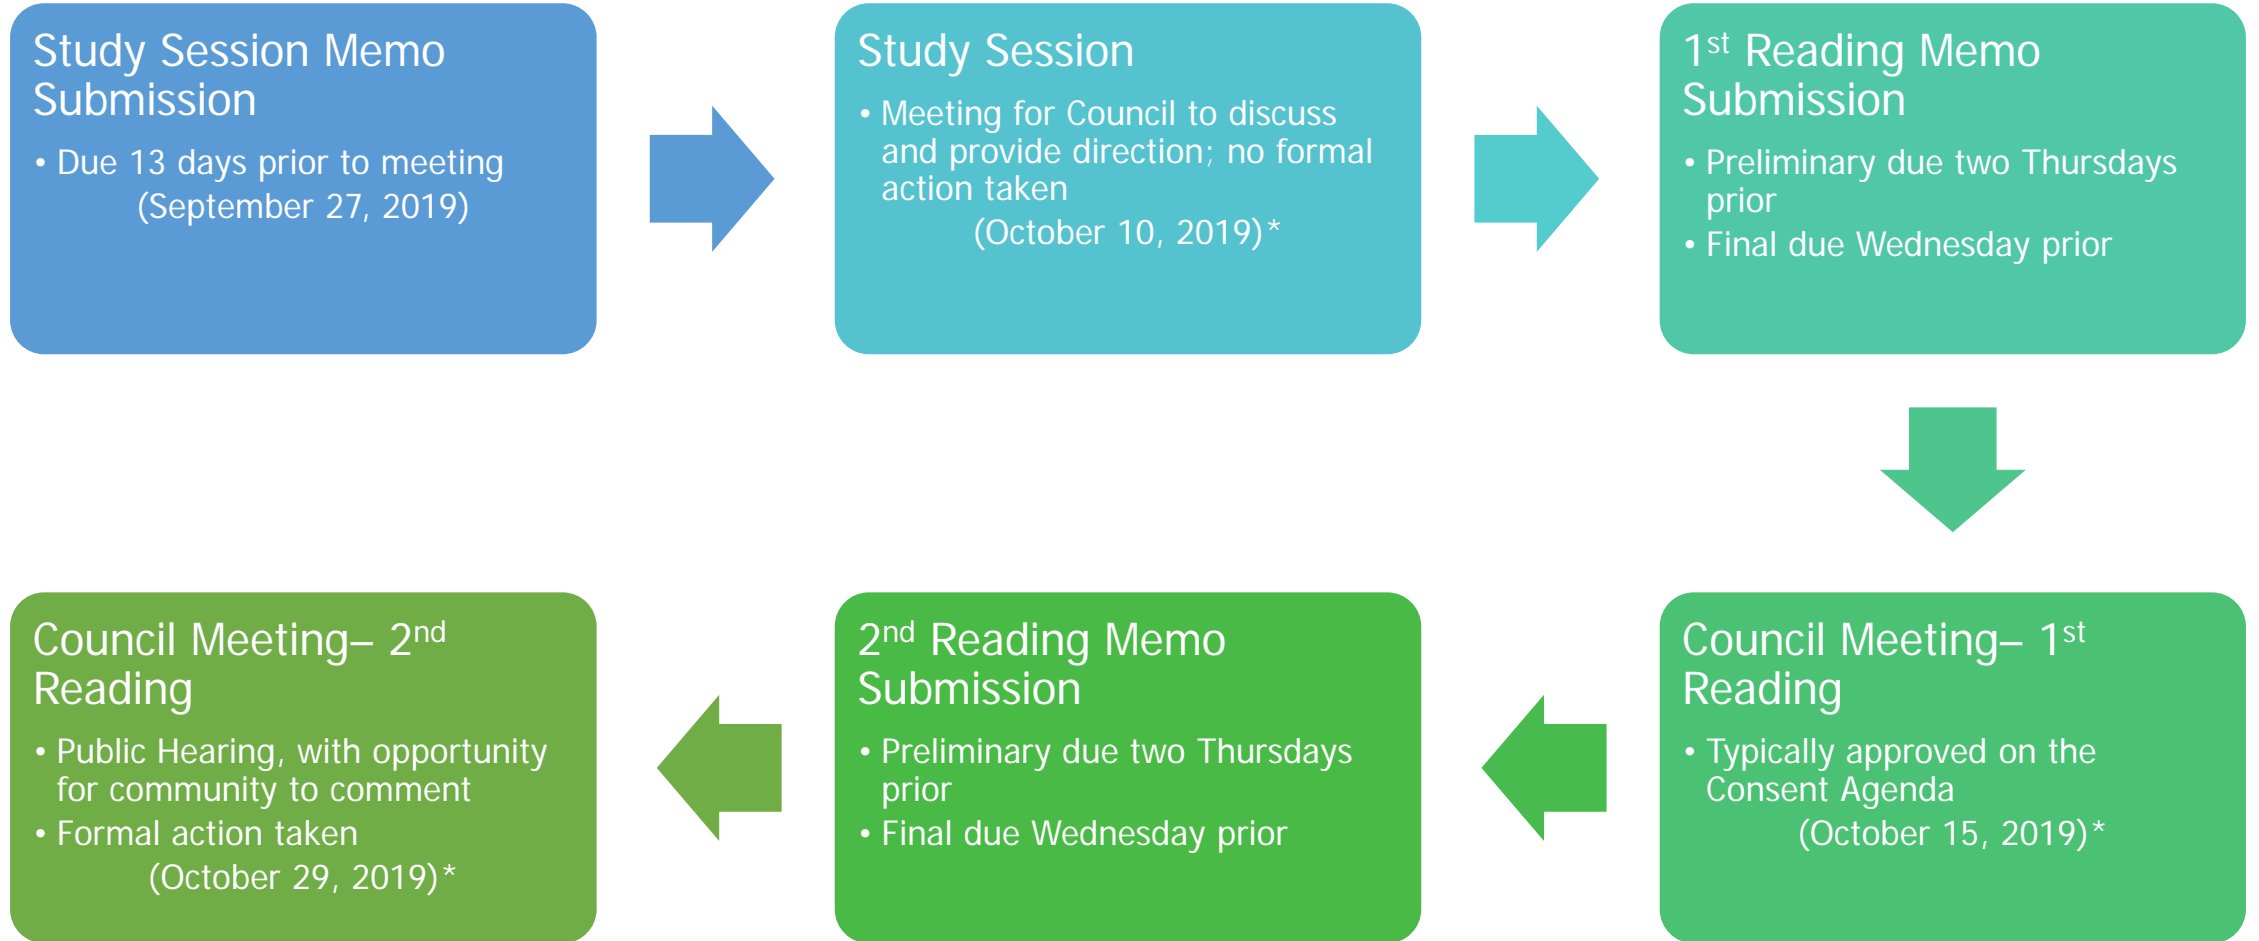 Study Session Memo
Submission
• Due 13 days prior to meeting
(September 27, 2019)
Study Session
• Meeting for Council to discuss
and provide direction; no formal
action taken
(October 10, 2019)*
1st Reading Memo
Submission
• Preliminary due two Thursdays
prior
• Final due Wednesday prior
Council Meeting– 1st
Reading
• Typically approved on the
Consent Agenda
(October 15, 2019)*
2nd Reading Memo
Submission
• Preliminary due two Thursdays
prior
• Final due Wednesday prior
Council Meeting– 2nd
Reading
• Public Hearing, with opportunity
for community to comment
• Formal action taken
(October 29, 2019)*